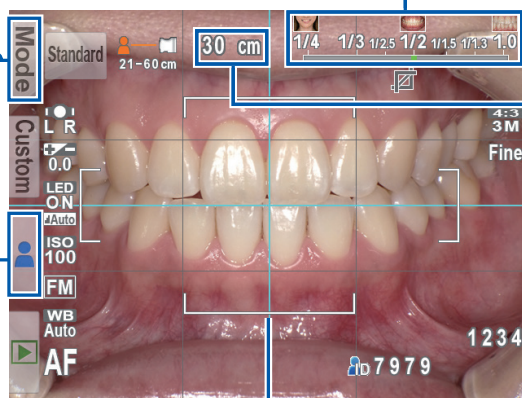 Mode
Standard
21-60 cm
30 cm
1/4 1/3 1/2.5 1/2 1/1.5 1/1.3 1.0
Custom
L R
0.0
LED
ON
Auto
ISO
100
FM
WB
Auto
AF
4:3
3M
Fine
1234
ID 7979